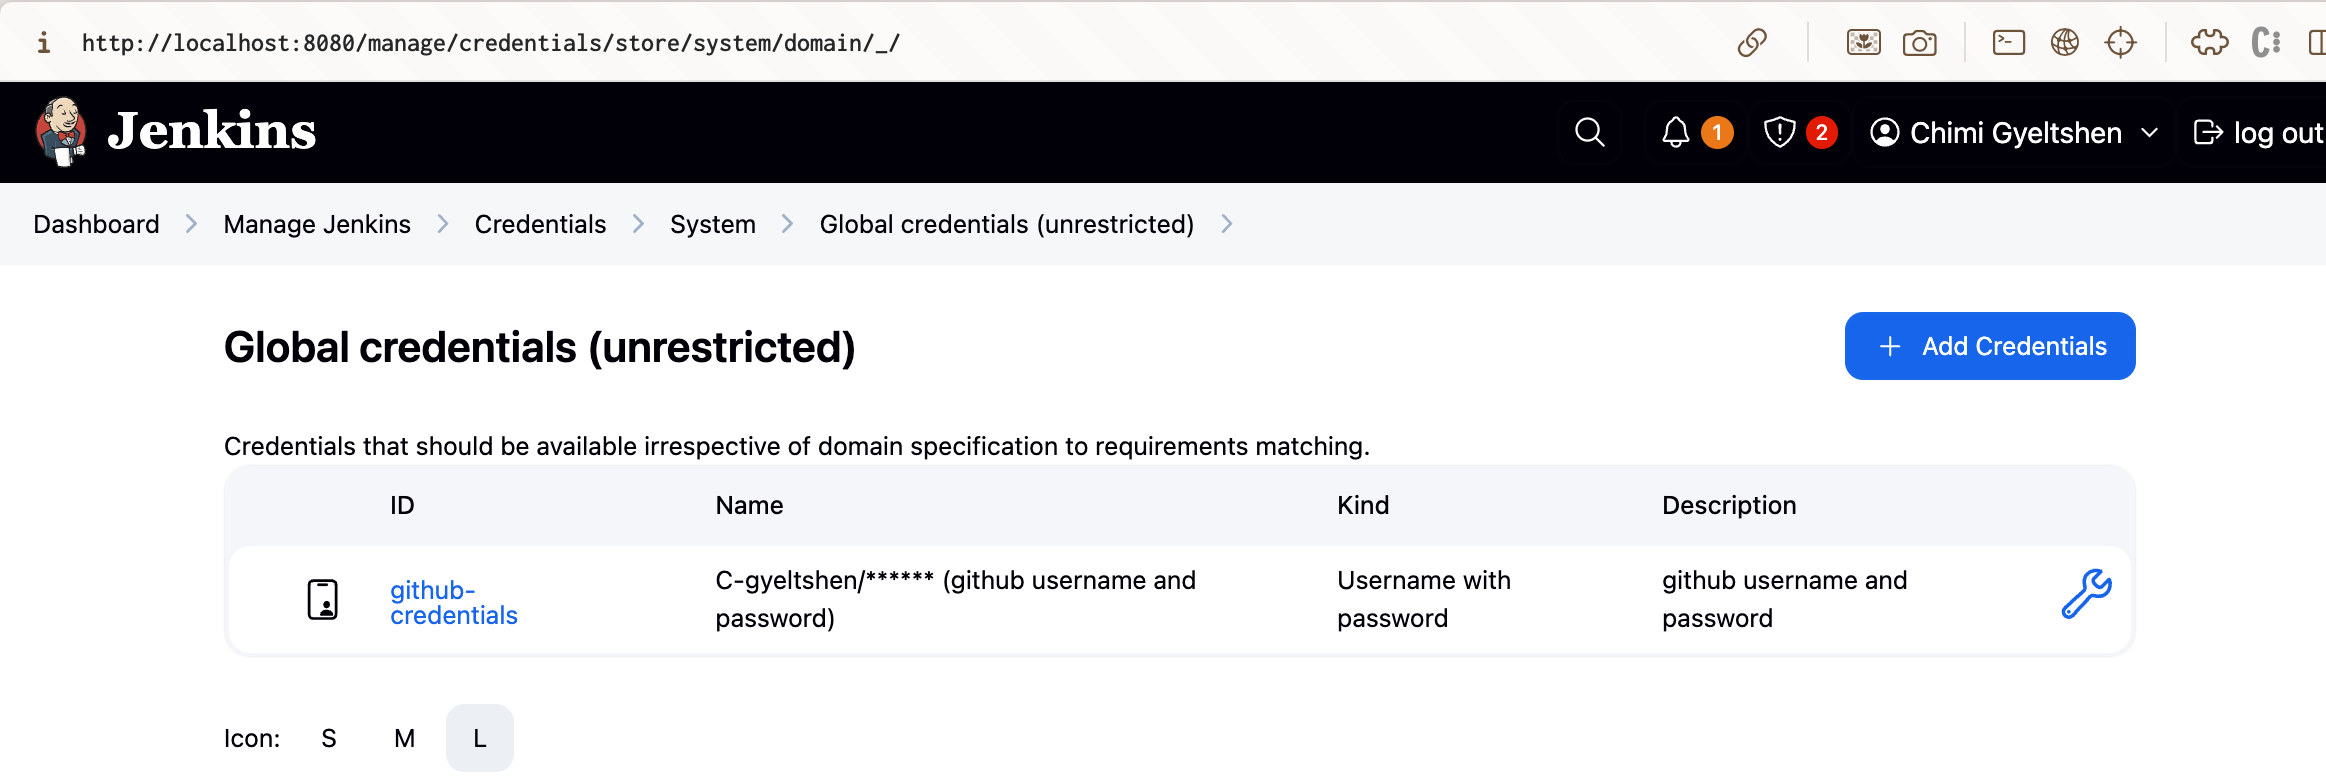 http://localhost:8080/manage/credentials/store/system/domain/_/
Jenkins
1
2
Chimi Gyeltshen
log out
Dashboard
Manage Jenkins
Credentials
System
Global credentials (unrestricted)
Global credentials (unrestricted)
Add Credentials
Credentials that should be available irrespective of domain specification to requirements matching.
ID
Name
Kind
Description
github-
credentials
C-gyeltshen/****** (github username and
password)
Username with
password
github username and
password
Icon:
S
M
L